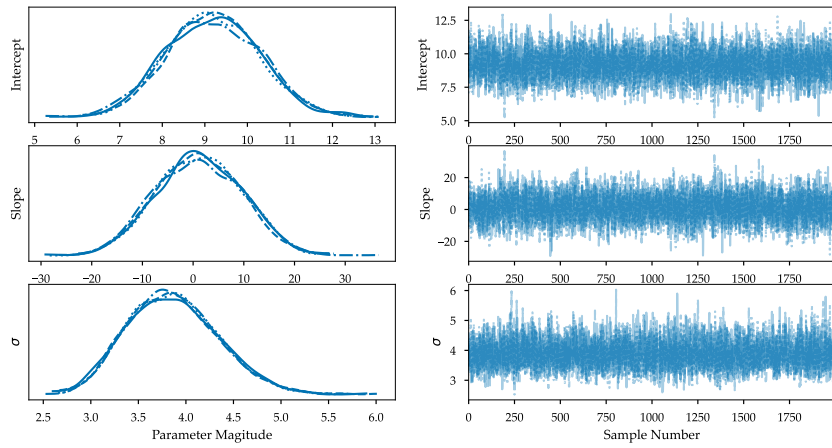 Intercept
5 6 7 8 9 10 11 12 13
Intercept
12.5
10.0
7.5
5.0
0 250 500 750 1000 1250 1500 1750
Slope
−30 −20 −10 0 10 20 30
Slope
20
0
−20
0 250 500 750 1000 1250 1500 1750
σ
2.5 3.0 3.5 4.0 4.5 5.0 5.5 6.0
Parameter Magitude
σ
6
5
4
3
0 250 500 750 1000 1250 1500 1750
Sample Number